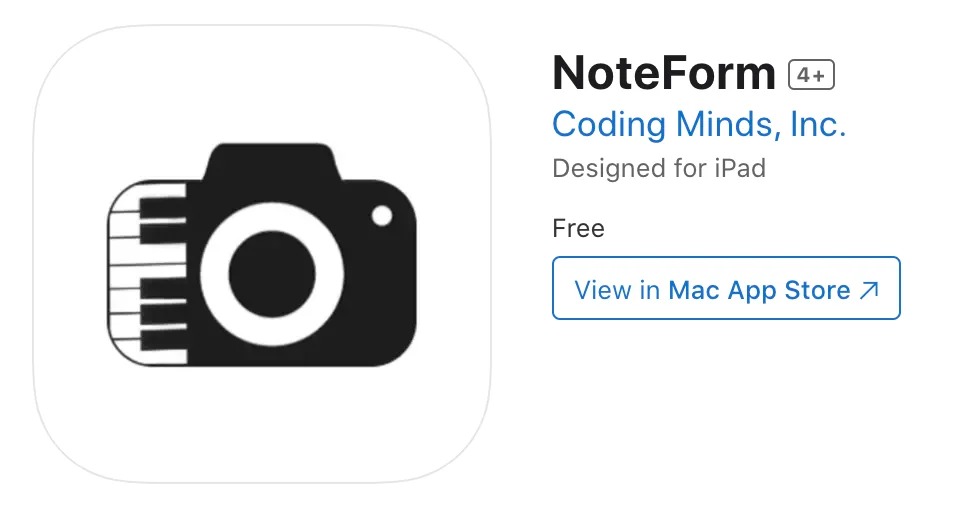 NoteForm 4+
Coding Minds, Inc.
Designed for iPad
Free
View in Mac App Store ↗